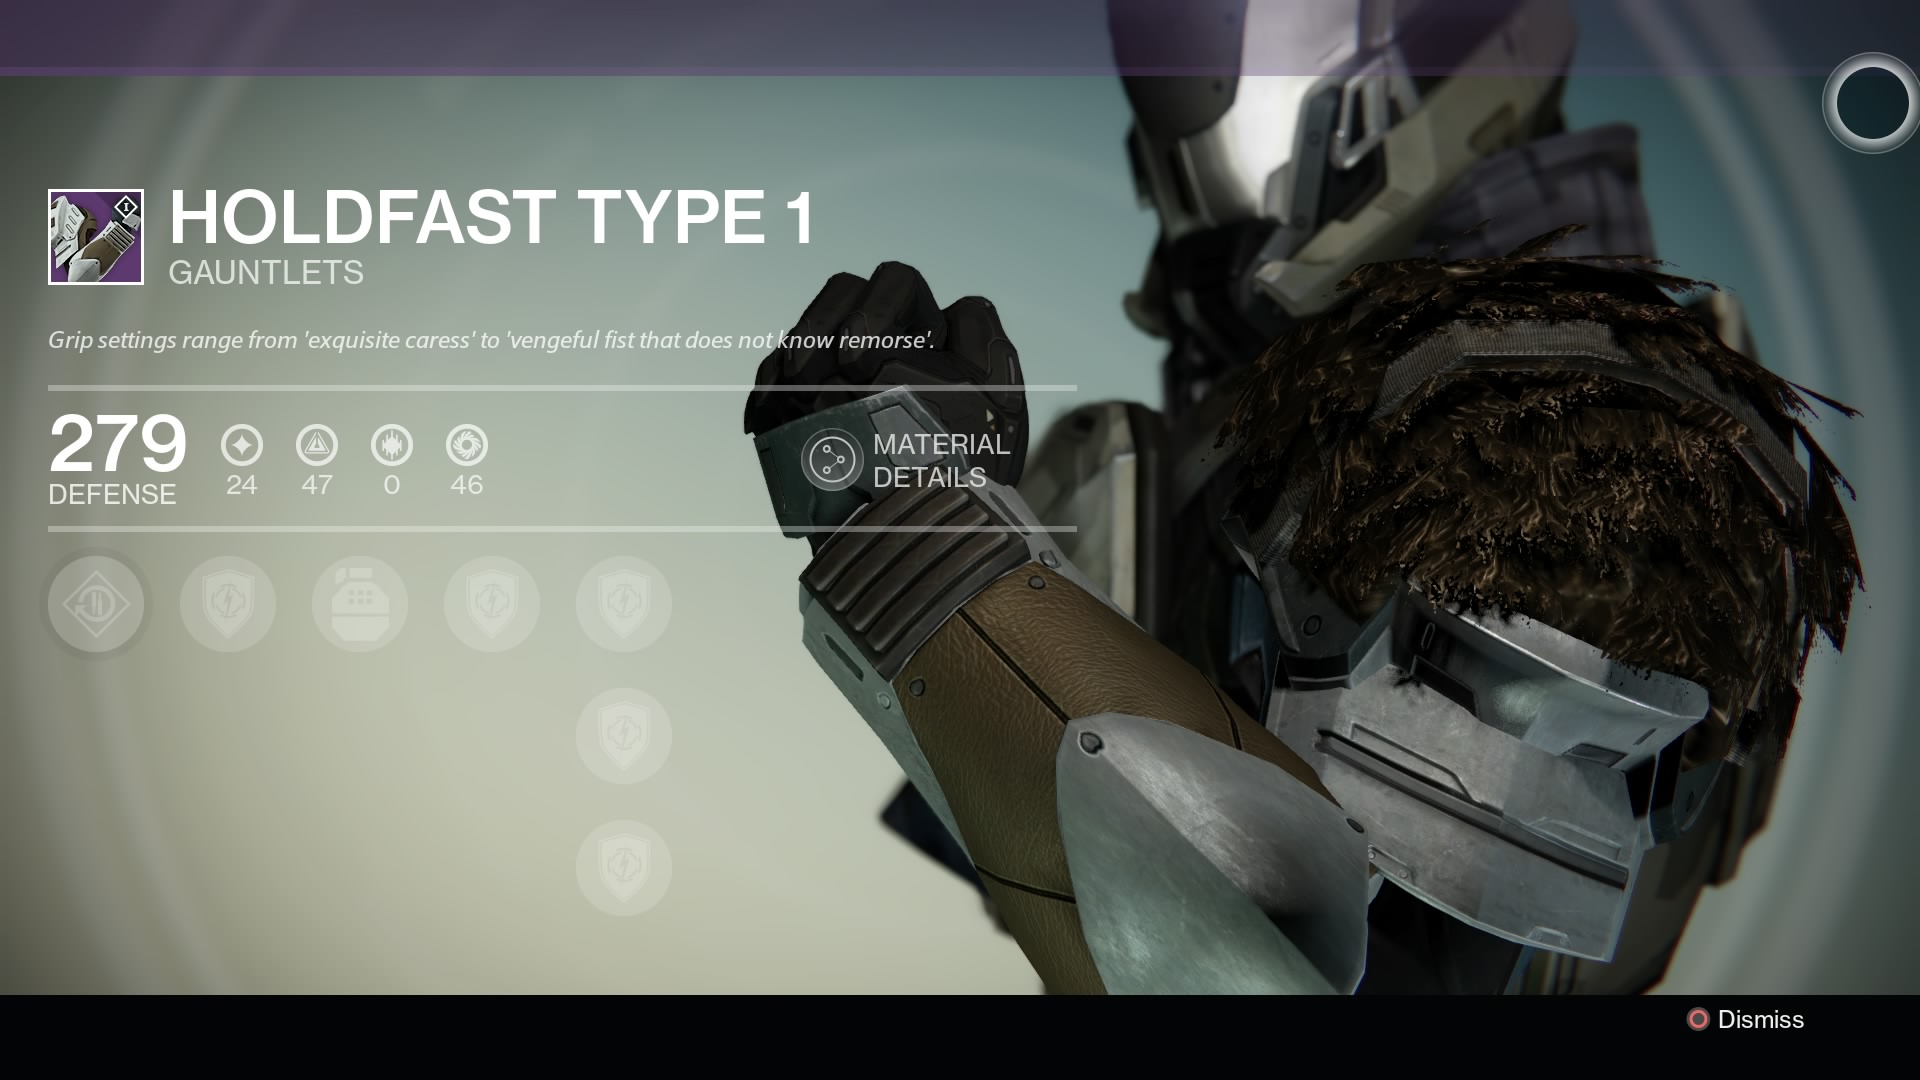 HOLDFAST TYPE 1
GAUNTLETS
Grip settings range from 'exquisite caress' to 'vengeful fist that does not know remorse'.
279
DEFENSE
24 47 0 46
MATERIAL
DETAILS
Dismiss